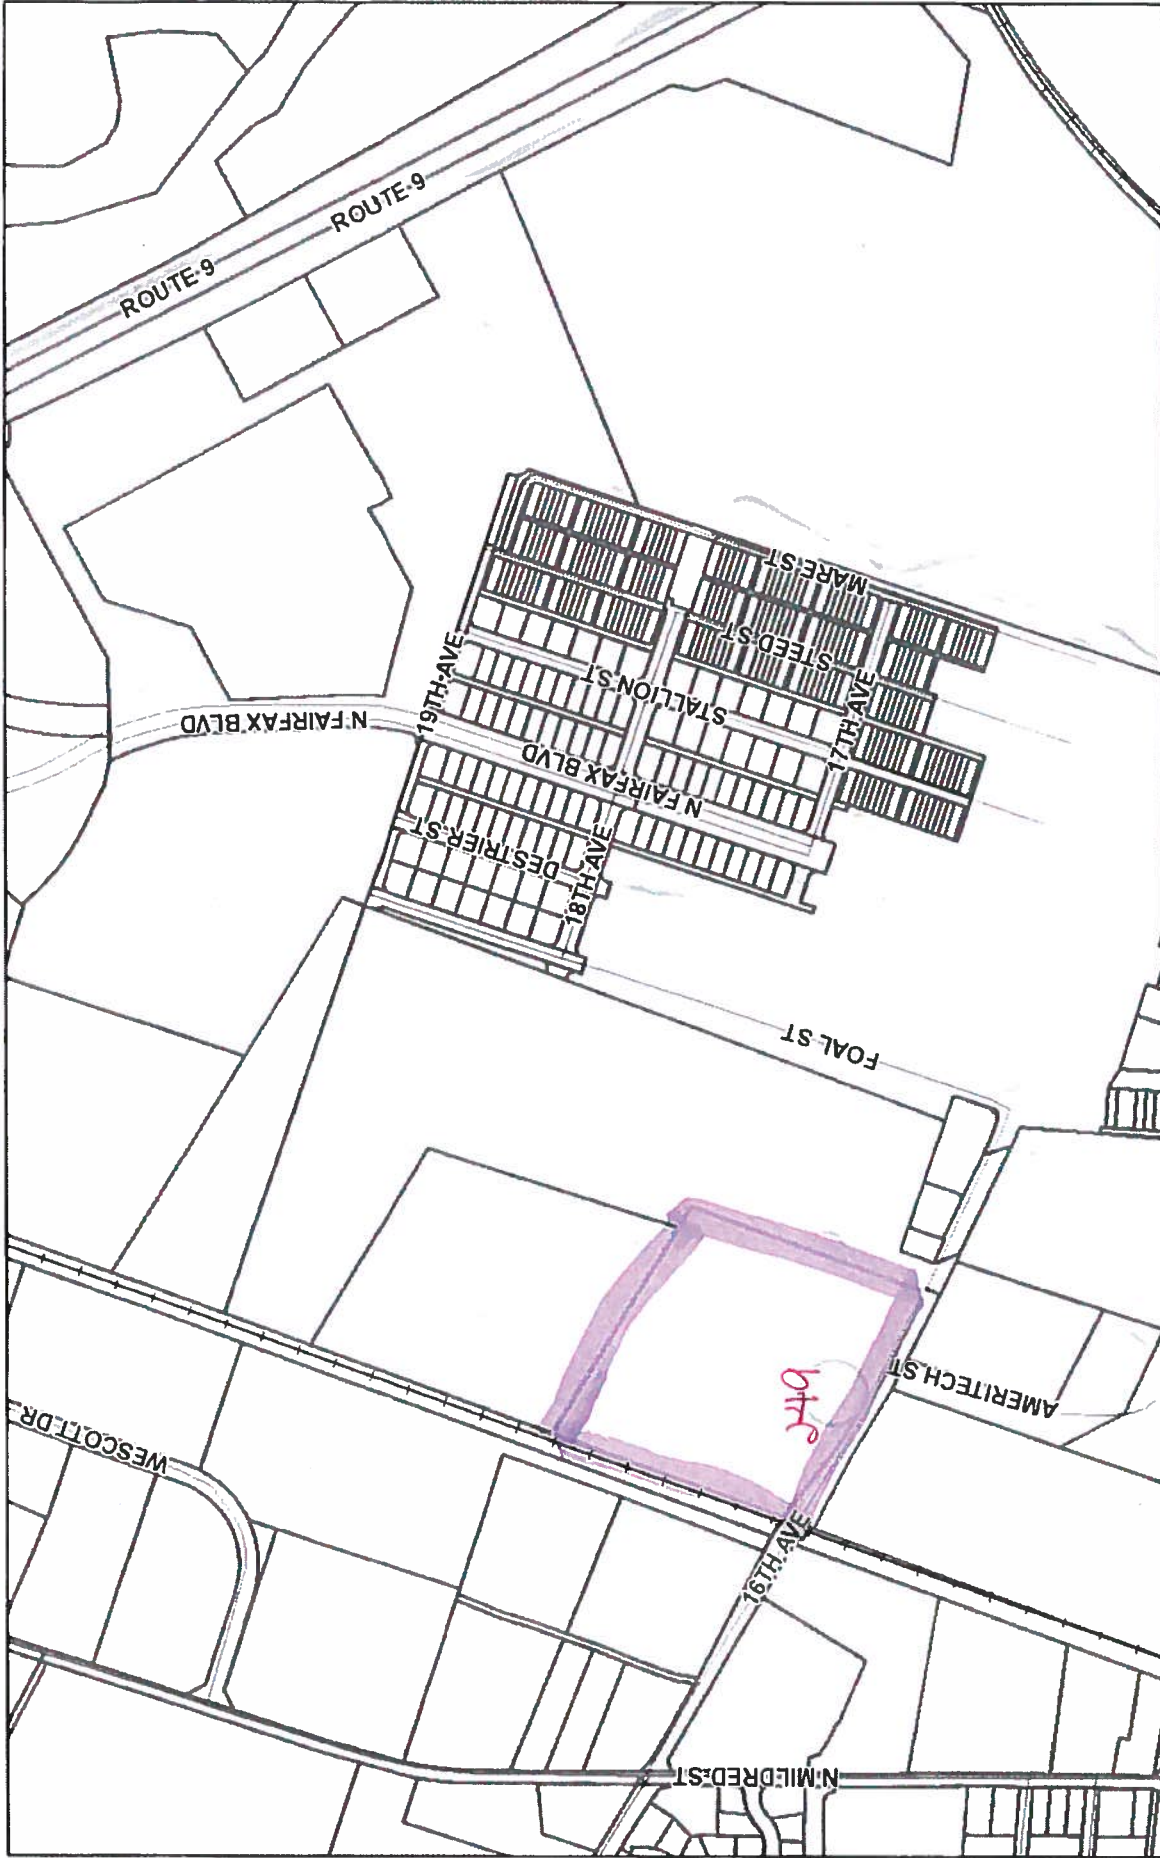 ROUTE 9
ROUTE 9
N FAIRFAX BLVD
19TH AVE
MARE ST
STEED ST
STALLION ST
17TH AVE
N FAIRFAX BLVD
DESTRIER ST
18TH AVE
FOAL ST
WESCOTT DR
site
AMERITECH ST
16TH AVE
N MILDRED ST